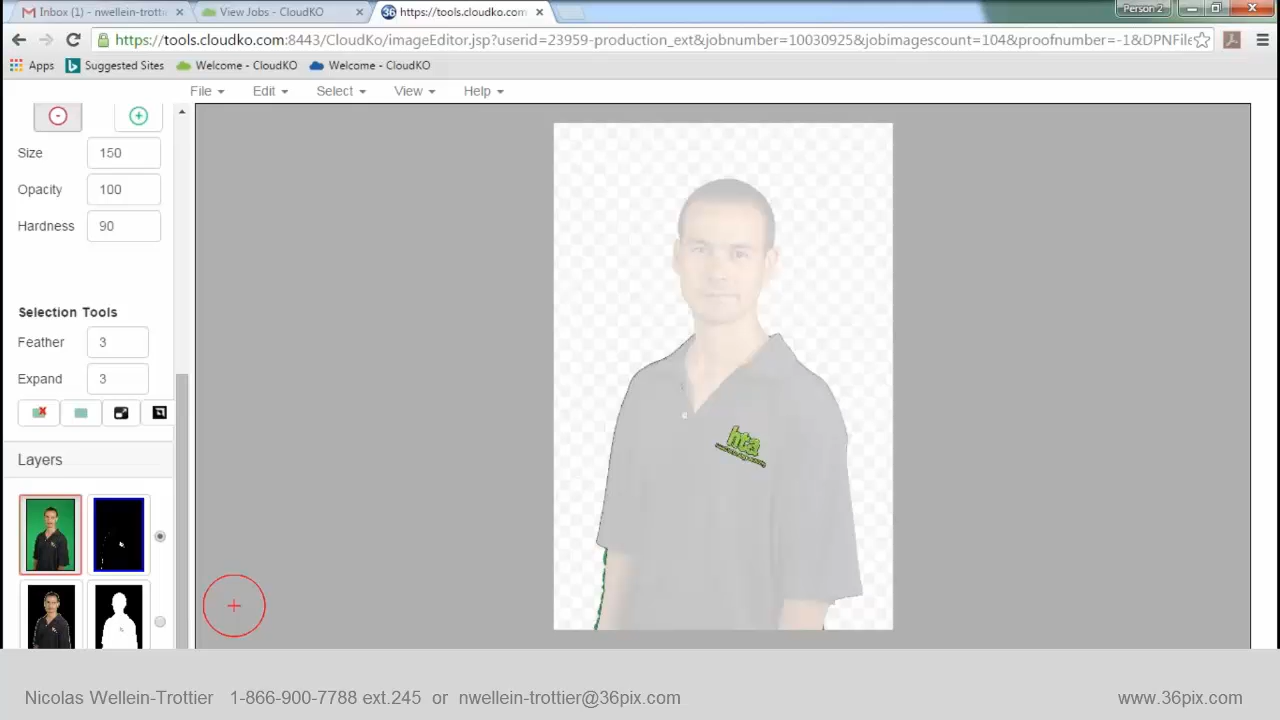 Inbox (1) - nwellein-trotti
View Jobs - CloudKO
36 https://tools.cloudko.com
Person 2
https://tools.cloudko.com:8443/CloudKo/imageEditor.jsp?userid=23959-production_ext&jobnumber=10030925&jobimagescount=104&proofnumber=-1&DPNFile
Apps
Suggested Sites
Welcome - CloudKO
Welcome - CloudKO
File
Edit
Select
View
Help
Size 150
Opacity 100
Hardness 90
Selection Tools
Feather 3
Expand 3
Layers
hta
Nicolas Wellein-Trottier 1-866-900-7788 ext.245 or nwellein-trottier@36pix.com
www.36pix.com